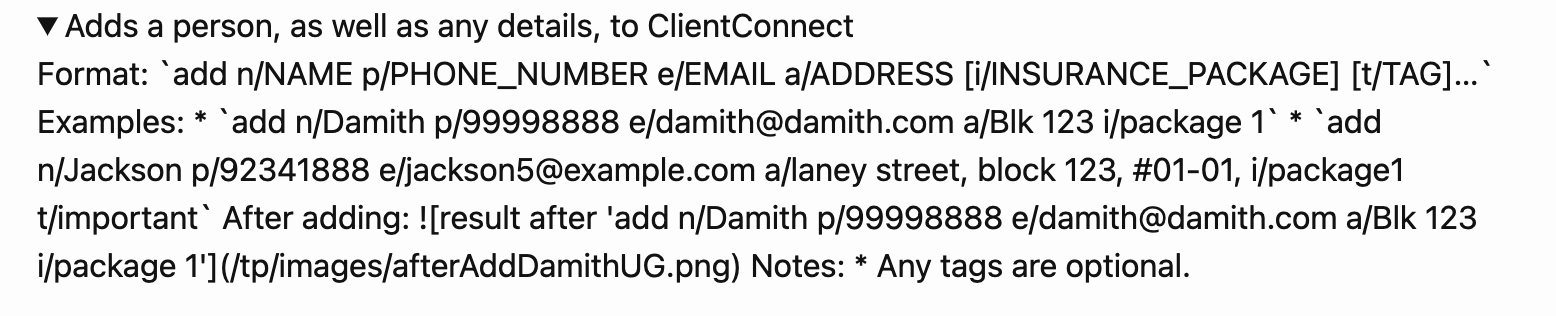 ▼ Adds a person, as well as any details, to ClientConnect
Format: `add n/NAME p/PHONE_NUMBER e/EMAIL a/ADDRESS [i/INSURANCE_PACKAGE] [t/TAG]...`
Examples: * `add n/Damith p/99998888 e/damith@damith.com a/Blk 123 i/package 1` * `add
n/Jackson p/92341888 e/jackson5@example.com a/laney street, block 123, #01-01, i/package1
t/important` After adding: ![result after 'add n/Damith p/99998888 e/damith@damith.com a/Blk 123
i/package 1'](/tp/images/afterAddDamithUG.png) Notes: * Any tags are optional.